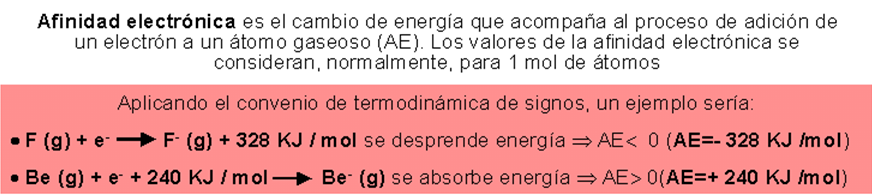 Afinidad electrónica es el cambio de energía que acompaña al proceso de adición de
un electrón a un átomo gaseoso (AE). Los valores de la afinidad electrónica se
consideran, normalmente, para 1 mol de átomos
Aplicando el convenio de termodinámica de signos, un ejemplo sería:
• F (g) + e- → F- (g) + 328 KJ / mol se desprende energía ⇒ AE< 0 (AE=- 328 KJ /mol)
• Be (g) + e- + 240 KJ / mol → Be- (g) se absorbe energía ⇒ AE> 0(AE=+ 240 KJ /mol)